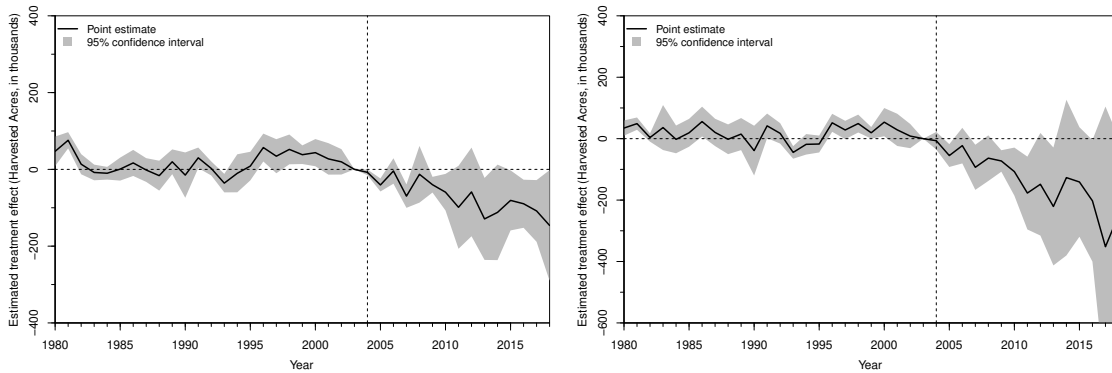 Estimated treatment effect (Harvested Acres, in thousands)
400
200
0
−200
−400
Point estimate
95% confidence interval
1980 1985 1990 1995 2000 2005 2010 2015
Year
Estimated treatment effect (Harvested Acres, in thousands)
400
200
0
−200
−400
−600
Point estimate
95% confidence interval
1980 1985 1990 1995 2000 2005 2010 2015
Year